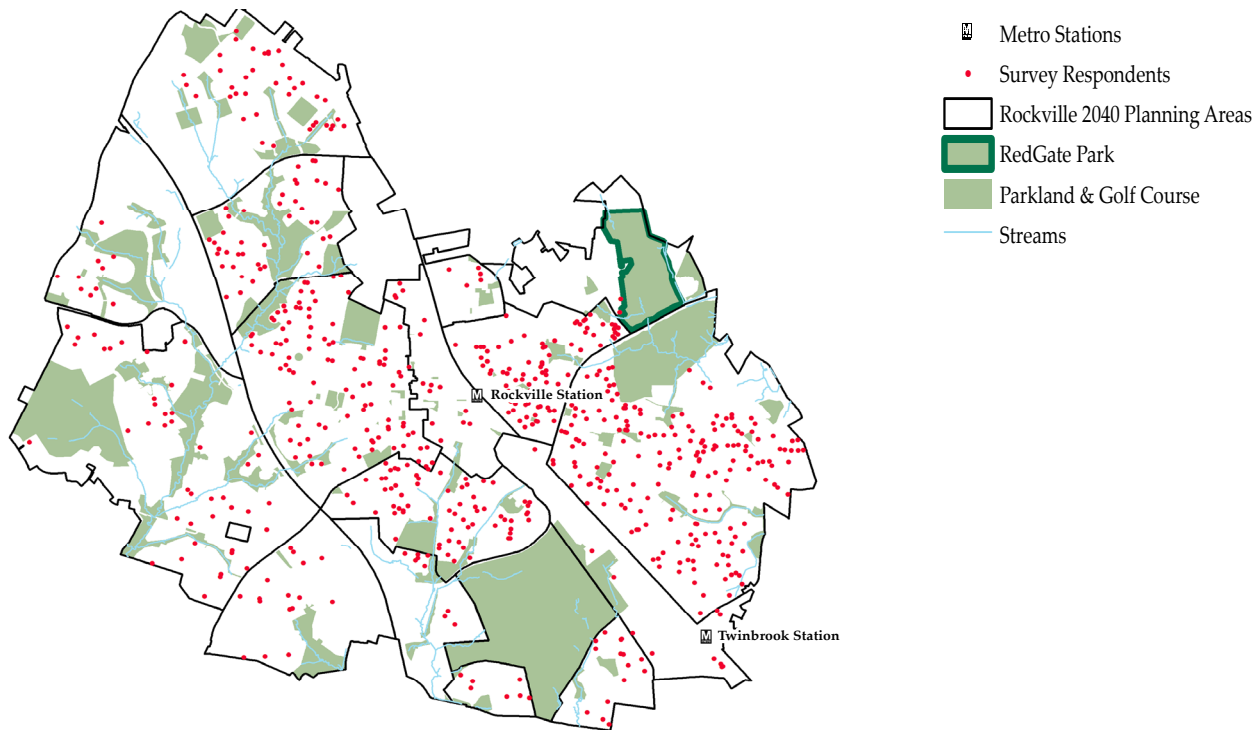 M Metro Stations
Survey Respondents
Rockville 2040 Planning Areas
RedGate Park
Parkland & Golf Course
Streams
M Rockville Station
M Twinbrook Station